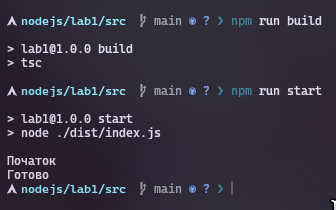 nodejs/lab1/src main ? ❯ npm run build
> lab1@1.0.0 build
> tsc
nodejs/lab1/src main ? ❯ npm run start
> lab1@1.0.0 start
> node ./dist/index.js
Початок
Готово
nodejs/lab1/src main ? ❯